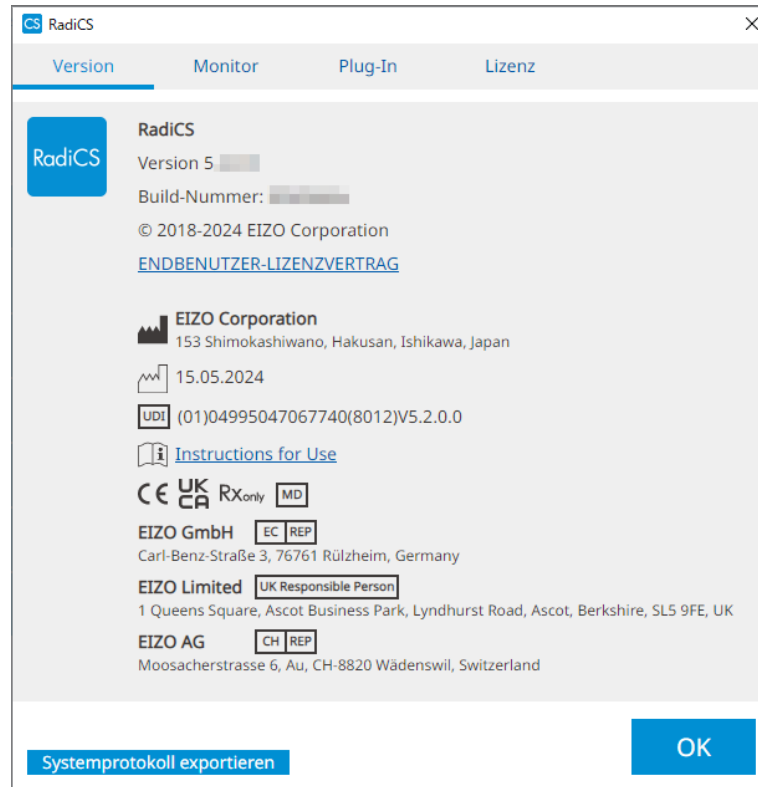 CS RadiCS
Version Monitor Plug-In Lizenz
RadiCS
RadiCS
Version 5.
Build-Nummer:
© 2018-2024 EIZO Corporation
ENDBENUTZER-LIZENZVERTRAG
EIZO Corporation
153 Shimokashiwano, Hakusan, Ishikawa, Japan
15.05.2024
UDI (01)04995047067740(8012)V5.2.0.0
Instructions for Use
CE UK CA Rx only MD
EIZO GmbH EC REP
Carl-Benz-Straße 3, 76761 Rülzheim, Germany
EIZO Limited UK Responsible Person
1 Queens Square, Ascot Business Park, Lyndhurst Road, Ascot, Berkshire, SL5 9FE, UK
EIZO AG CH REP
Moosacherstrasse 6, Au, CH-8820 Wädenswil, Switzerland
Systemprotokoll exportieren
OK